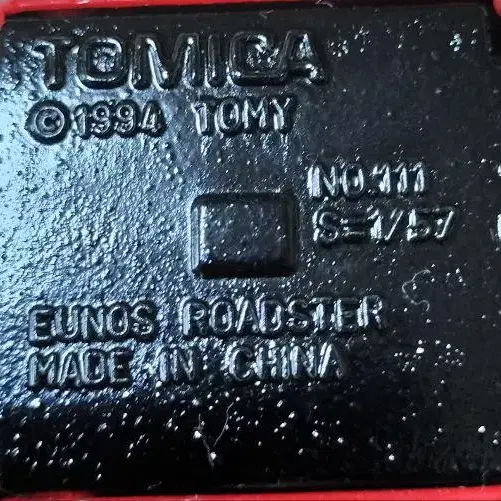 TOMICA
©1994 TOMY
NO.111
S=1/57
EUNOS ROADSTER
MADE IN CHINA